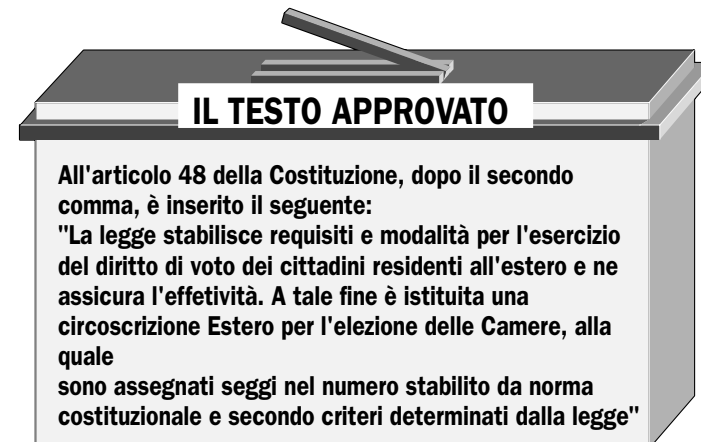 IL TESTO APPROVATO
All'articolo 48 della Costituzione, dopo il secondo
comma, è inserito il seguente:
"La legge stabilisce requisiti e modalità per l'esercizio
del diritto di voto dei cittadini residenti all'estero e ne
assicura l'effetività. A tale fine è istituita una
circoscrizione Estero per l'elezione delle Camere, alla
quale
sono assegnati seggi nel numero stabilito da norma
costituzionale e secondo criteri determinati dalla legge"